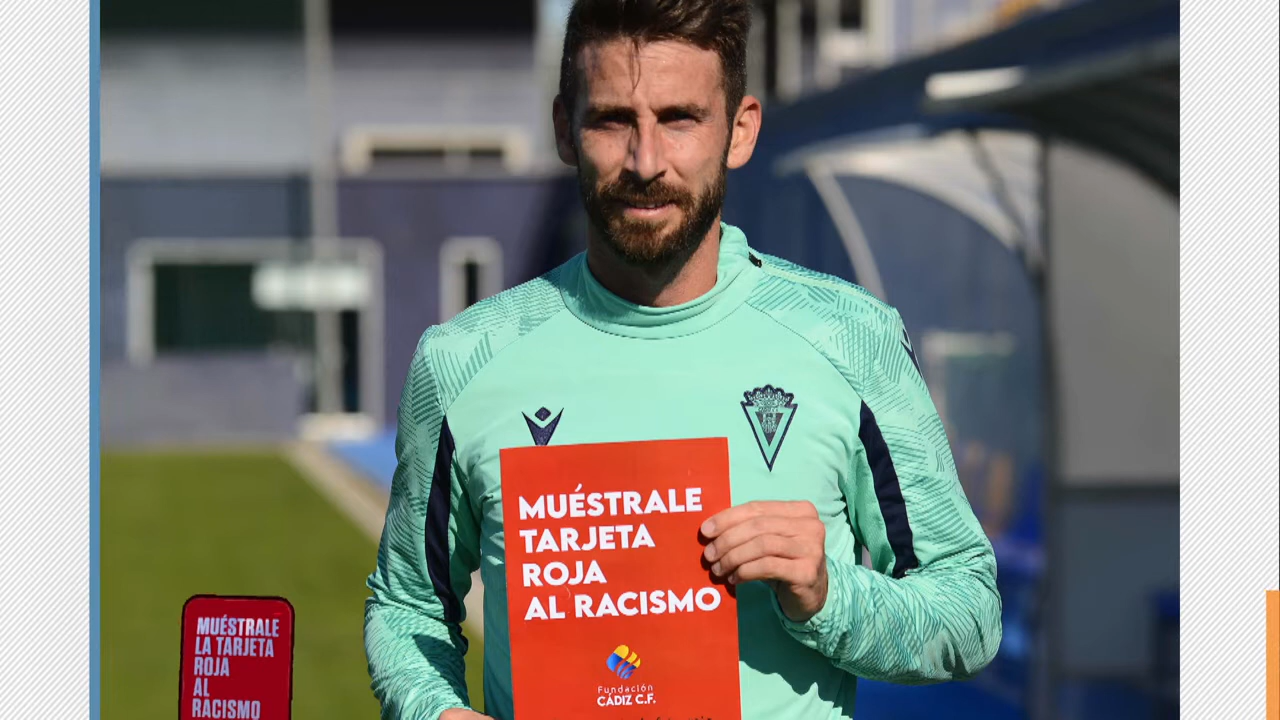 MUÉSTRALE
TARJETA
ROJA
AL RACISMO
Fundación
CÁDIZ C.F.
MUÉSTRALE
LA TARJETA
ROJA
AL
RACISMO